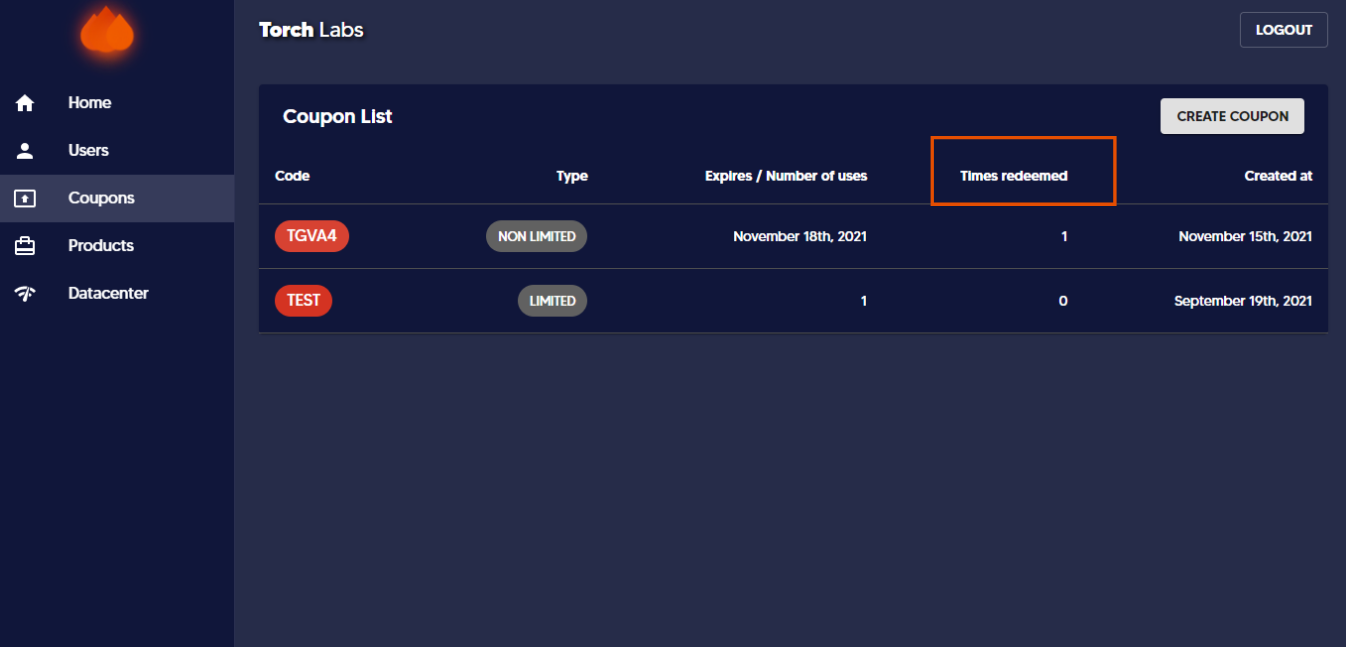 Torch Labs
LOGOUT
Home
Users
Coupons
Products
Datacenter
Coupon List
CREATE COUPON
Code Type Expires / Number of uses Times redeemed Created at
TGVA4 NON LIMITED November 18th, 2021 1 November 15th, 2021
TEST LIMITED 1 0 September 19th, 2021